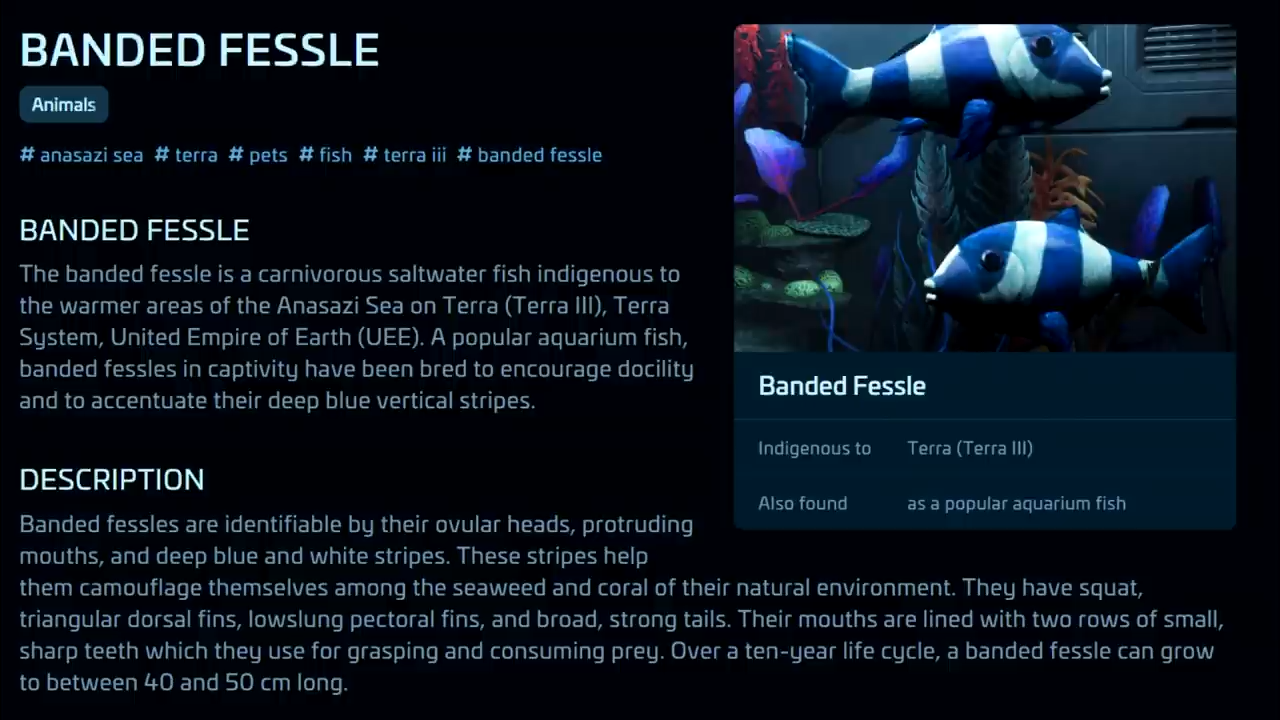 BANDED FESSLE
Animals
# anasazi sea # terra # pets # fish # terra iii # banded fessle
BANDED FESSLE
The banded fessle is a carnivorous saltwater fish indigenous to
the warmer areas of the Anasazi Sea on Terra (Terra III), Terra
System, United Empire of Earth (UEE). A popular aquarium fish,
banded fessles in captivity have been bred to encourage docility
and to accentuate their deep blue vertical stripes.
Banded Fessle
Indigenous to Terra (Terra III)
Also found as a popular aquarium fish
DESCRIPTION
Banded fessles are identifiable by their ovular heads, protruding
mouths, and deep blue and white stripes. These stripes help
them camouflage themselves among the seaweed and coral of their natural environment. They have squat,
triangular dorsal fins, lowslung pectoral fins, and broad, strong tails. Their mouths are lined with two rows of small,
sharp teeth which they use for grasping and consuming prey. Over a ten-year life cycle, a banded fessle can grow
to between 40 and 50 cm long.